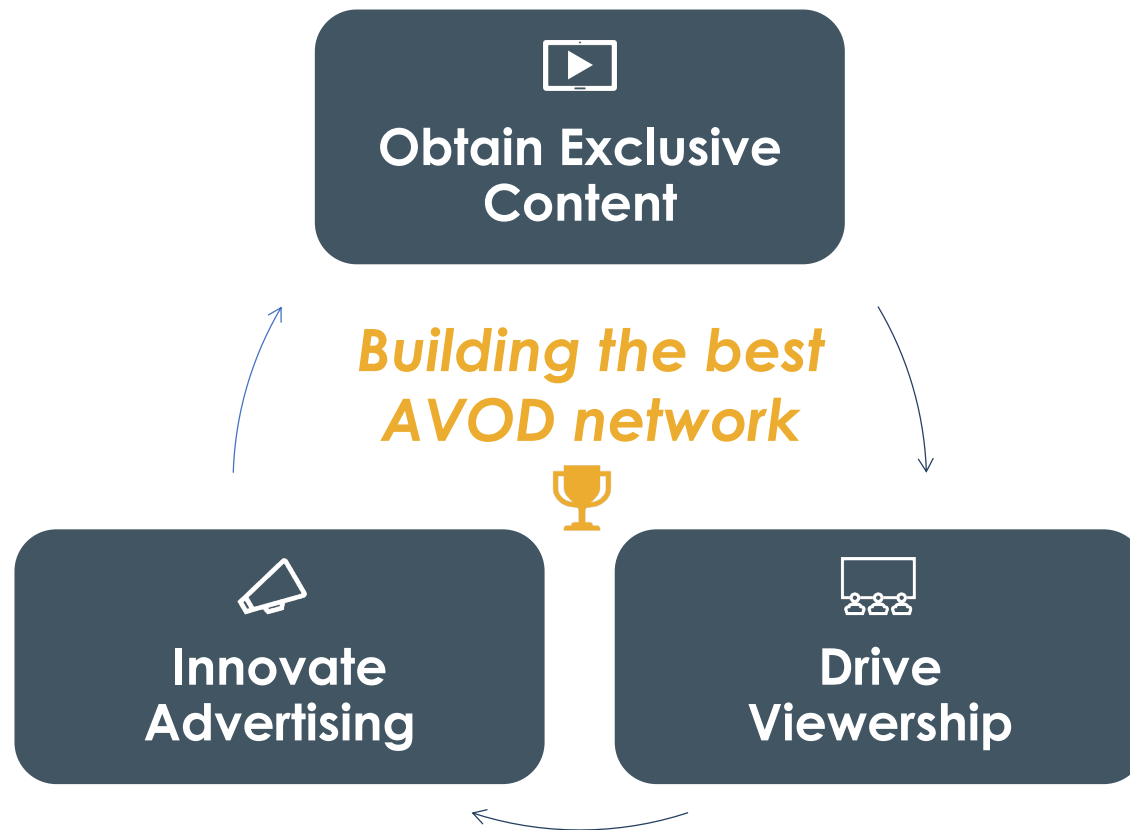 Obtain Exclusive
Content
Building the best
AVOD network
Innovate
Advertising
Drive
Viewership